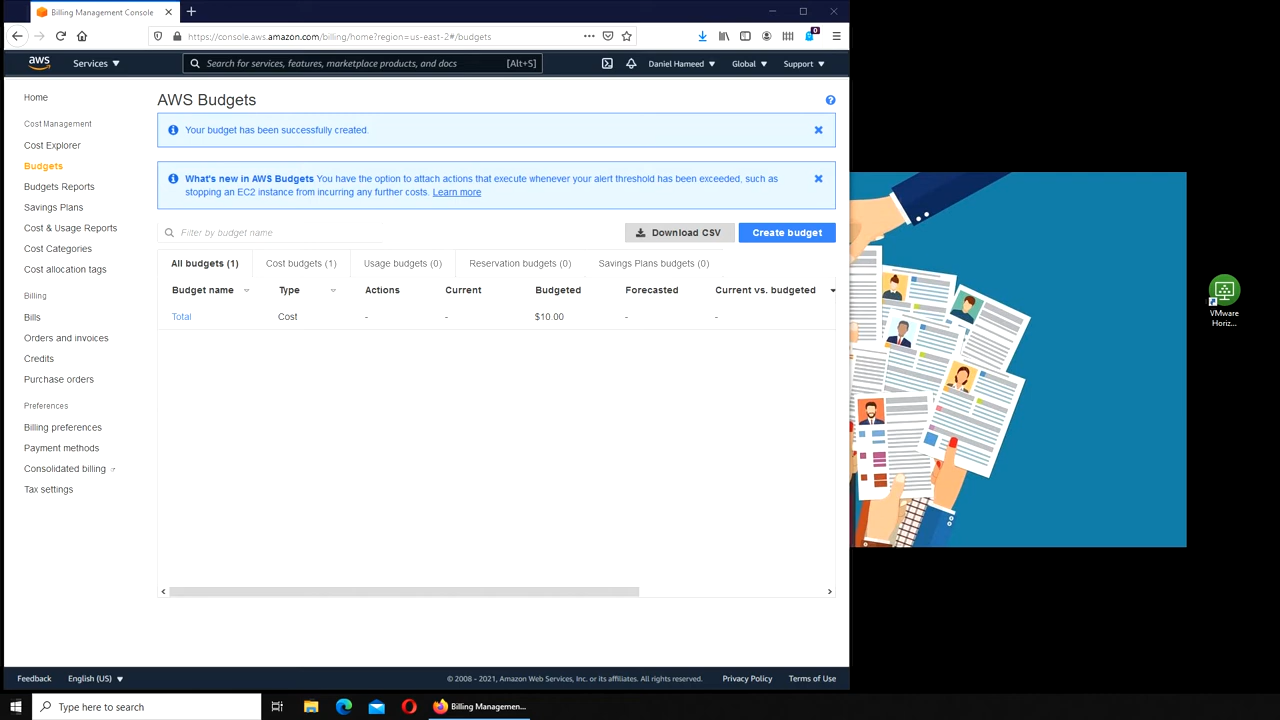 Billing Management Console
https://console.aws.amazon.com/billing/home?region=us-east-2#/budgets
0
aws
Services
Search for services, features, marketplace products, and docs
[Alt+S]
Daniel Hameed
Global
Support
Home
Cost Management
Cost Explorer
Budgets
Budgets Reports
Savings Plans
Cost & Usage Reports
Cost Categories
Cost allocation tags
Billing
Bills
Orders and invoices
Credits
Purchase orders
Preferences
Billing preferences
Payment methods
Consolidated billing
Tax settings
AWS Budgets
Your budget has been successfully created.
What's new in AWS Budgets You have the option to attach actions that execute whenever your alert threshold has been exceeded, such as
stopping an EC2 instance from incurring any further costs. Learn more
Filter by budget name
Download CSV
Create budget
All budgets (1)
Cost budgets (1)
Usage budgets (0)
Reservation budgets (0)
Savings Plans budgets (0)
Type
Actions
Current
Budgeted
Forecasted
Current vs. budgeted
Total
Cost
-
-
$10.00
-
-
VMware
Horiz...
Feedback
English (US)
© 2008 - 2021, Amazon Web Services, Inc. or its affiliates. All rights reserved.
Privacy Policy
Terms of Use
Type here to search
Billing Managemen...